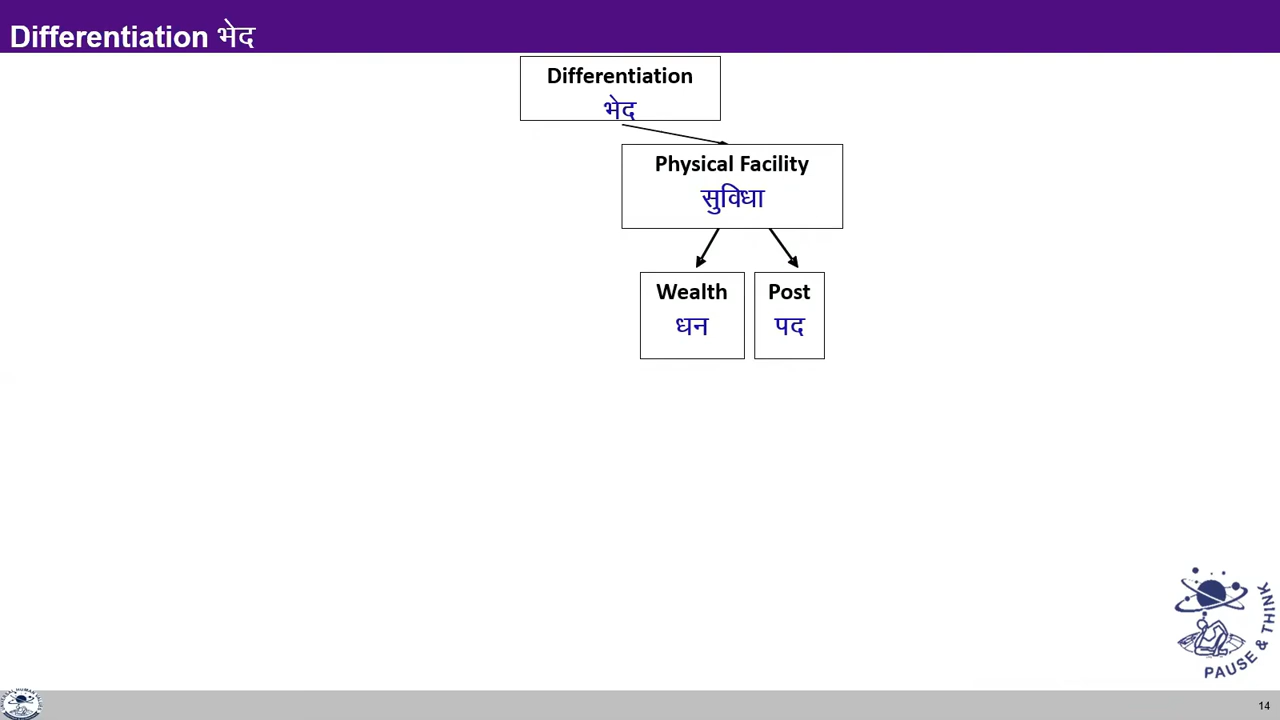 Differentiation भेद
Differentiation
भेद
Physical Facility
सुविधा
Wealth
धन
Post
पद
PAUSE & THINK
14